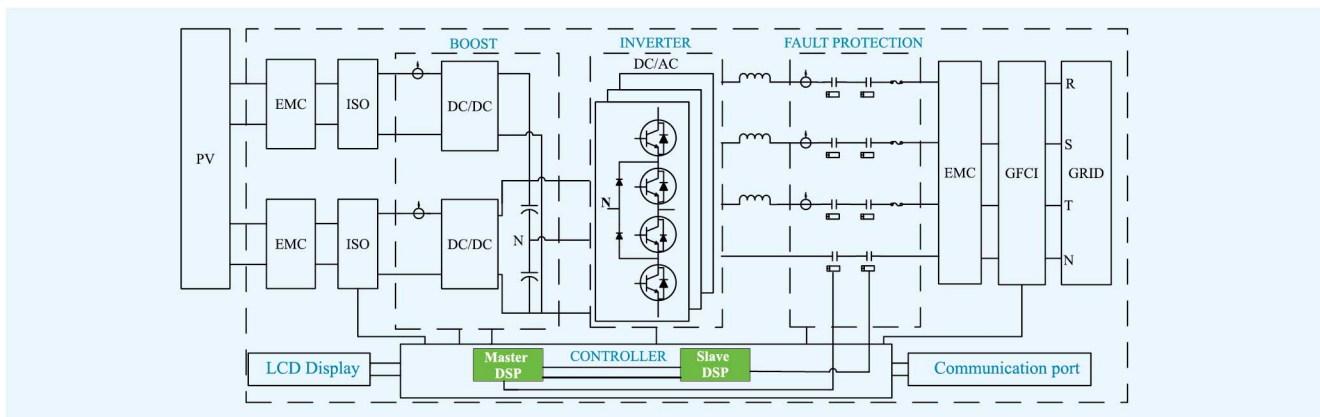 BOOST
INVERTER
FAULT PROTECTION
DC/AC
PV
EMC
ISO
DC/DC
R
S
T
N
EMC
GFCI
GRID
N
EMC
ISO
DC/DC
N
LCD Display
Master
DSP
CONTROLLER
Slave
DSP
Communication port